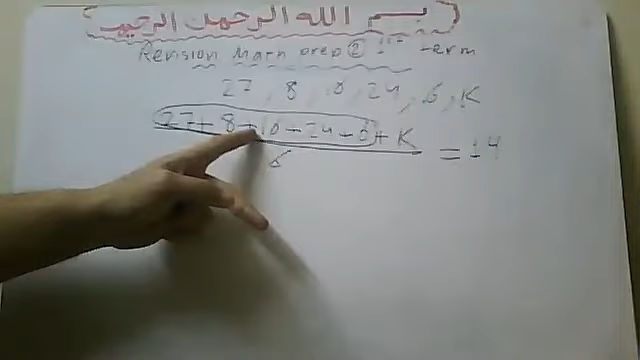 بسم الله الرحمن الرحيم
Revision Math prep ② 1st term
27, 8, 10, 24, 6, K
27 + 8 + 10 - 24 - 6 + K
6
= 14